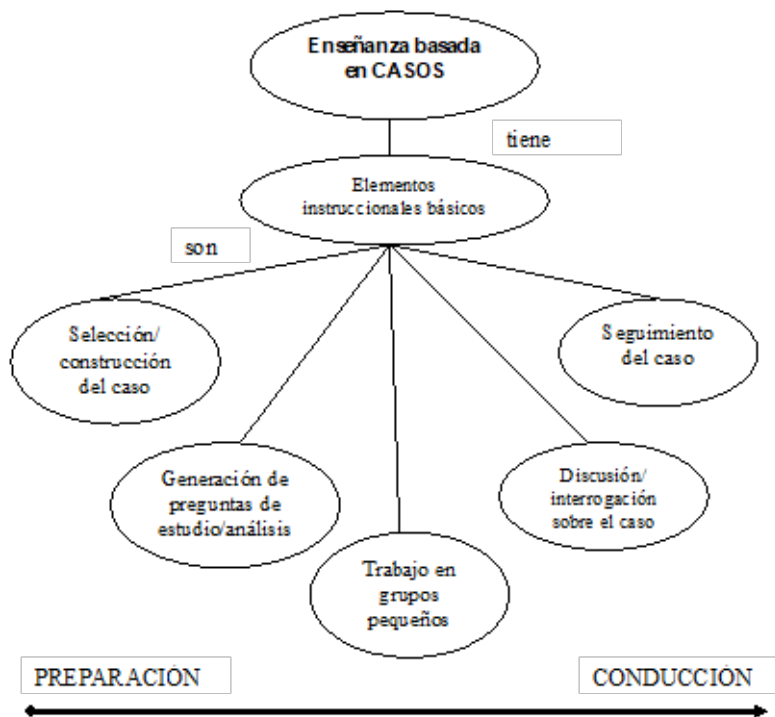 Enseñanza basada
en CASOS
tiene
Elementos
instruccionales básicos
son
Selección/
construcción
del caso
Seguimiento
del caso
Generación de
preguntas de
estudio/análisis
Discusión/
interrogación
sobre el caso
Trabajo en
grupos
pequeños
PREPARACIÓN
CONDUCCIÓN